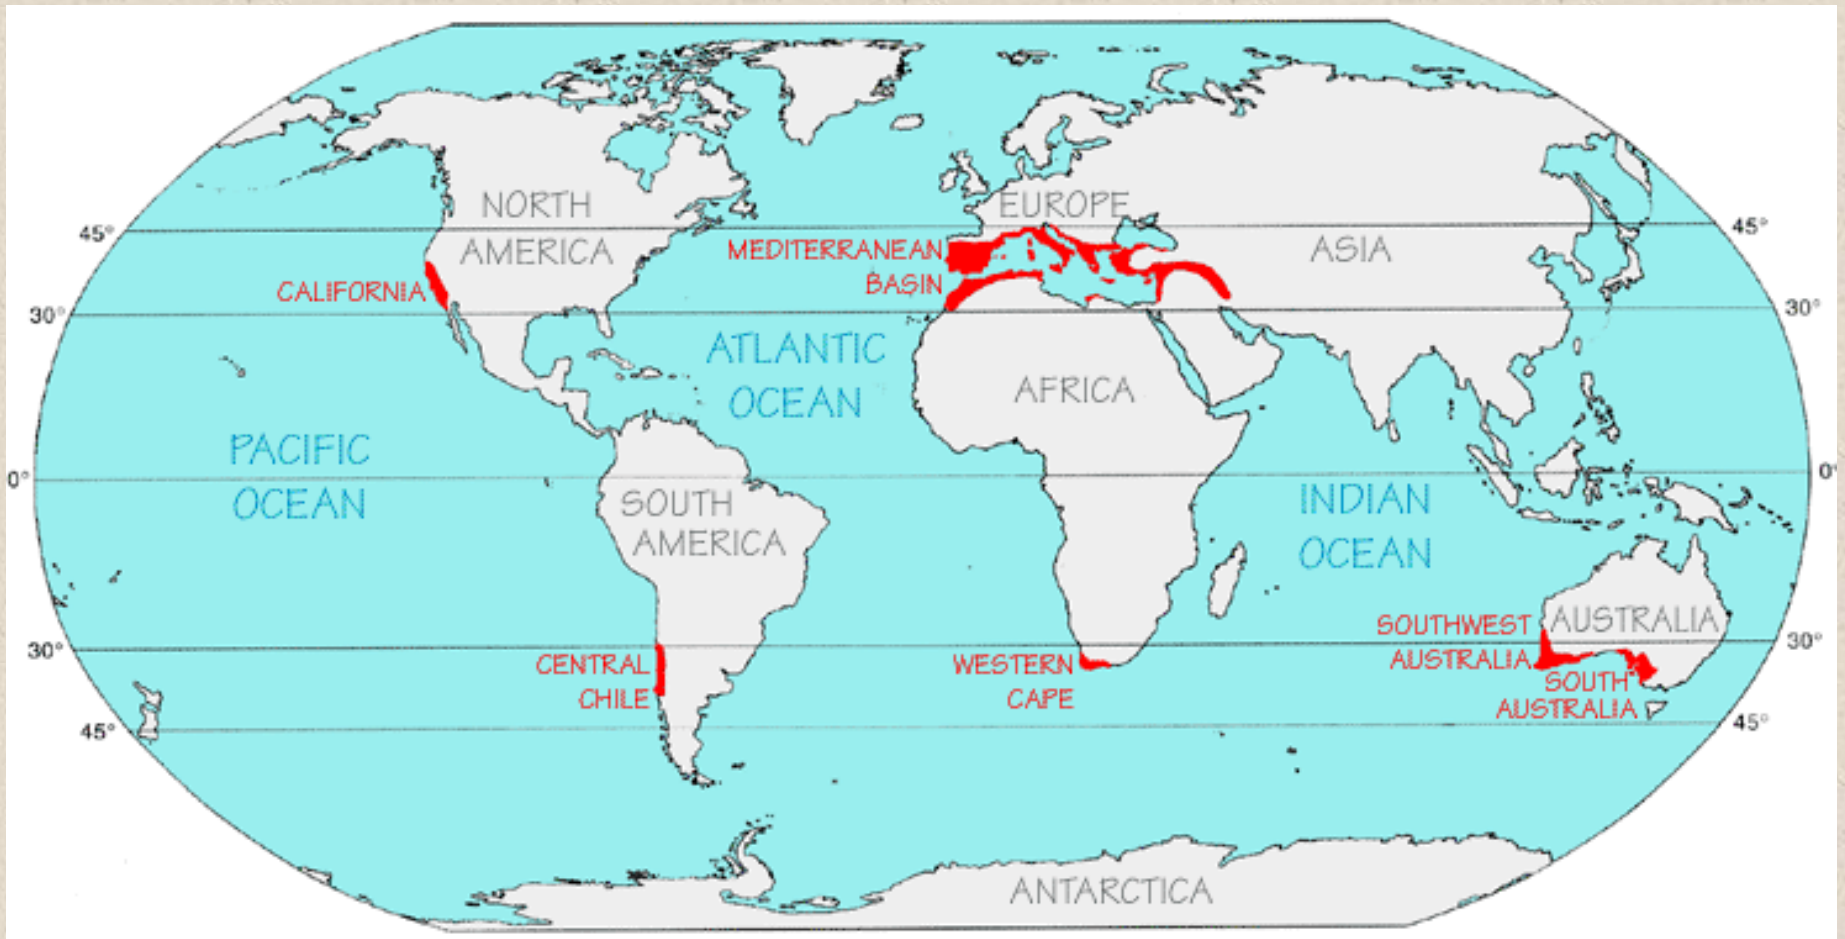 NORTH
AMERICA
EUROPE
ASIA
45°
45°
MEDITERRANEAN
BASIN
CALIFORNIA
30°
30°
ATLANTIC
OCEAN
AFRICA
PACIFIC
OCEAN
0°
0°
SOUTH
AMERICA
INDIAN
OCEAN
SOUTHWEST
AUSTRALIA
AUSTRALIA
30°
30°
CENTRAL
CHILE
WESTERN
CAPE
SOUTH
AUSTRALIA
45°
45°
ANTARCTICA